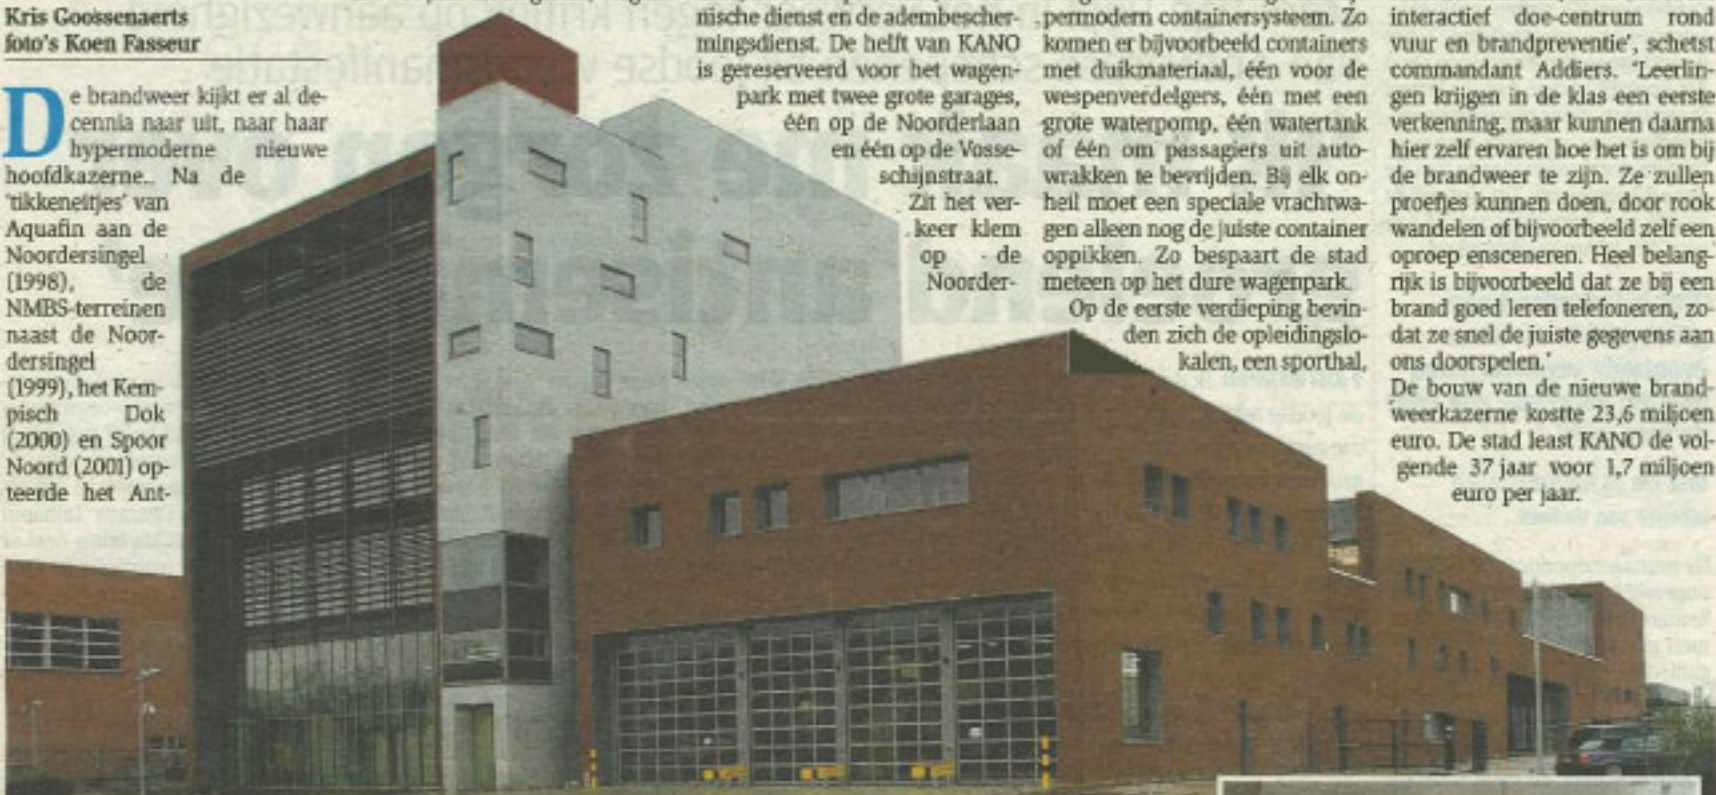 Kris Goossenaerts
foto's Koen Fasseur
De brandweer kijkt er al de-
cennia naar uit, naar haar
hypermoderne nieuwe
hoofdkazerne.. Na de
'tikkeneitjes' van
Aquafin aan de
Noordersingel
(1998), de
NMBS-terreinen
naast de Noor-
dersingel
(1999), het Kem-
pisch Dok
(2000) en Spoor
Noord (2001) op-
teerde het Ant-
nische dienst en de adembescher-
mingsdienst. De helft van KANO
is gereserveerd voor het wagen-
park met twee grote garages,
één op de Noorderlaan
en één op de Vosse-
schijnstraat.
Zit het ver-
keer klem
op de
Noorder-
permodern containersysteem. Zo
komen er bijvoorbeeld containers
met duikmateriaal, één voor de
wespenverdelgers, één met een
grote waterpomp, één watertank
of één om passagiers uit auto-
wrakken te bevrijden. Bij elk on-
heil moet een speciale vrachtwa-
gen alleen nog de juiste container
oppikken. Zo bespaart de stad
meteen op het dure wagenpark.
Op de eerste verdieping bevin-
den zich de opleidingslo-
kalen, een sporthal,
interactief doe-centrum rond
vuur en brandpreventie', schetst
commandant Addiers. 'Leerlin-
gen krijgen in de klas een eerste
verkenning, maar kunnen daarna
hier zelf ervaren hoe het is om bij
de brandweer te zijn. Ze zullen
proefjes kunnen doen, door rook
wandelen of bijvoorbeeld zelf een
oproep ensceneren. Heel belang-
rijk is bijvoorbeeld dat ze bij een
brand goed leren telefoneren, zo-
dat ze snel de juiste gegevens aan
ons doorspelen.'
De bouw van de nieuwe brand-
weerkazerne kostte 23,6 miljoen
euro. De stad least KANO de vol-
gende 37 jaar voor 1,7 miljoen
euro per jaar.